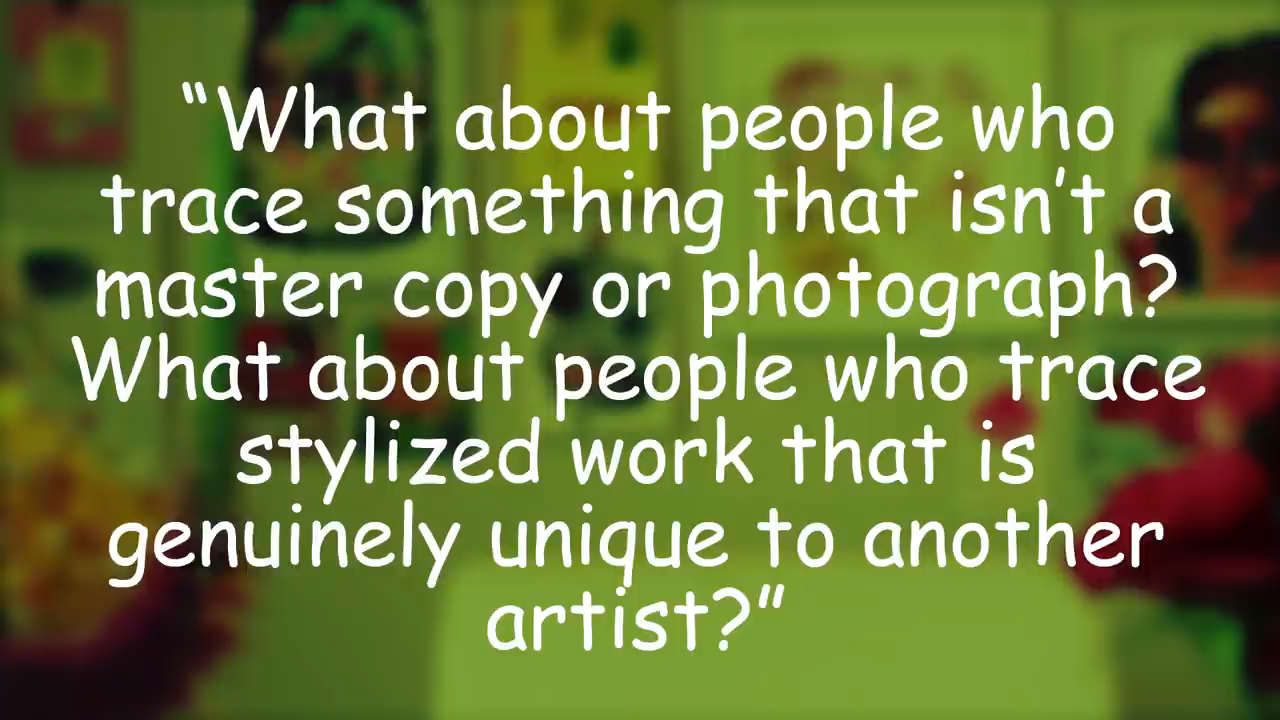 “What about people who
trace something that isn’t a
master copy or photograph?
What about people who trace
stylized work that is
genuinely unique to another
artist?”